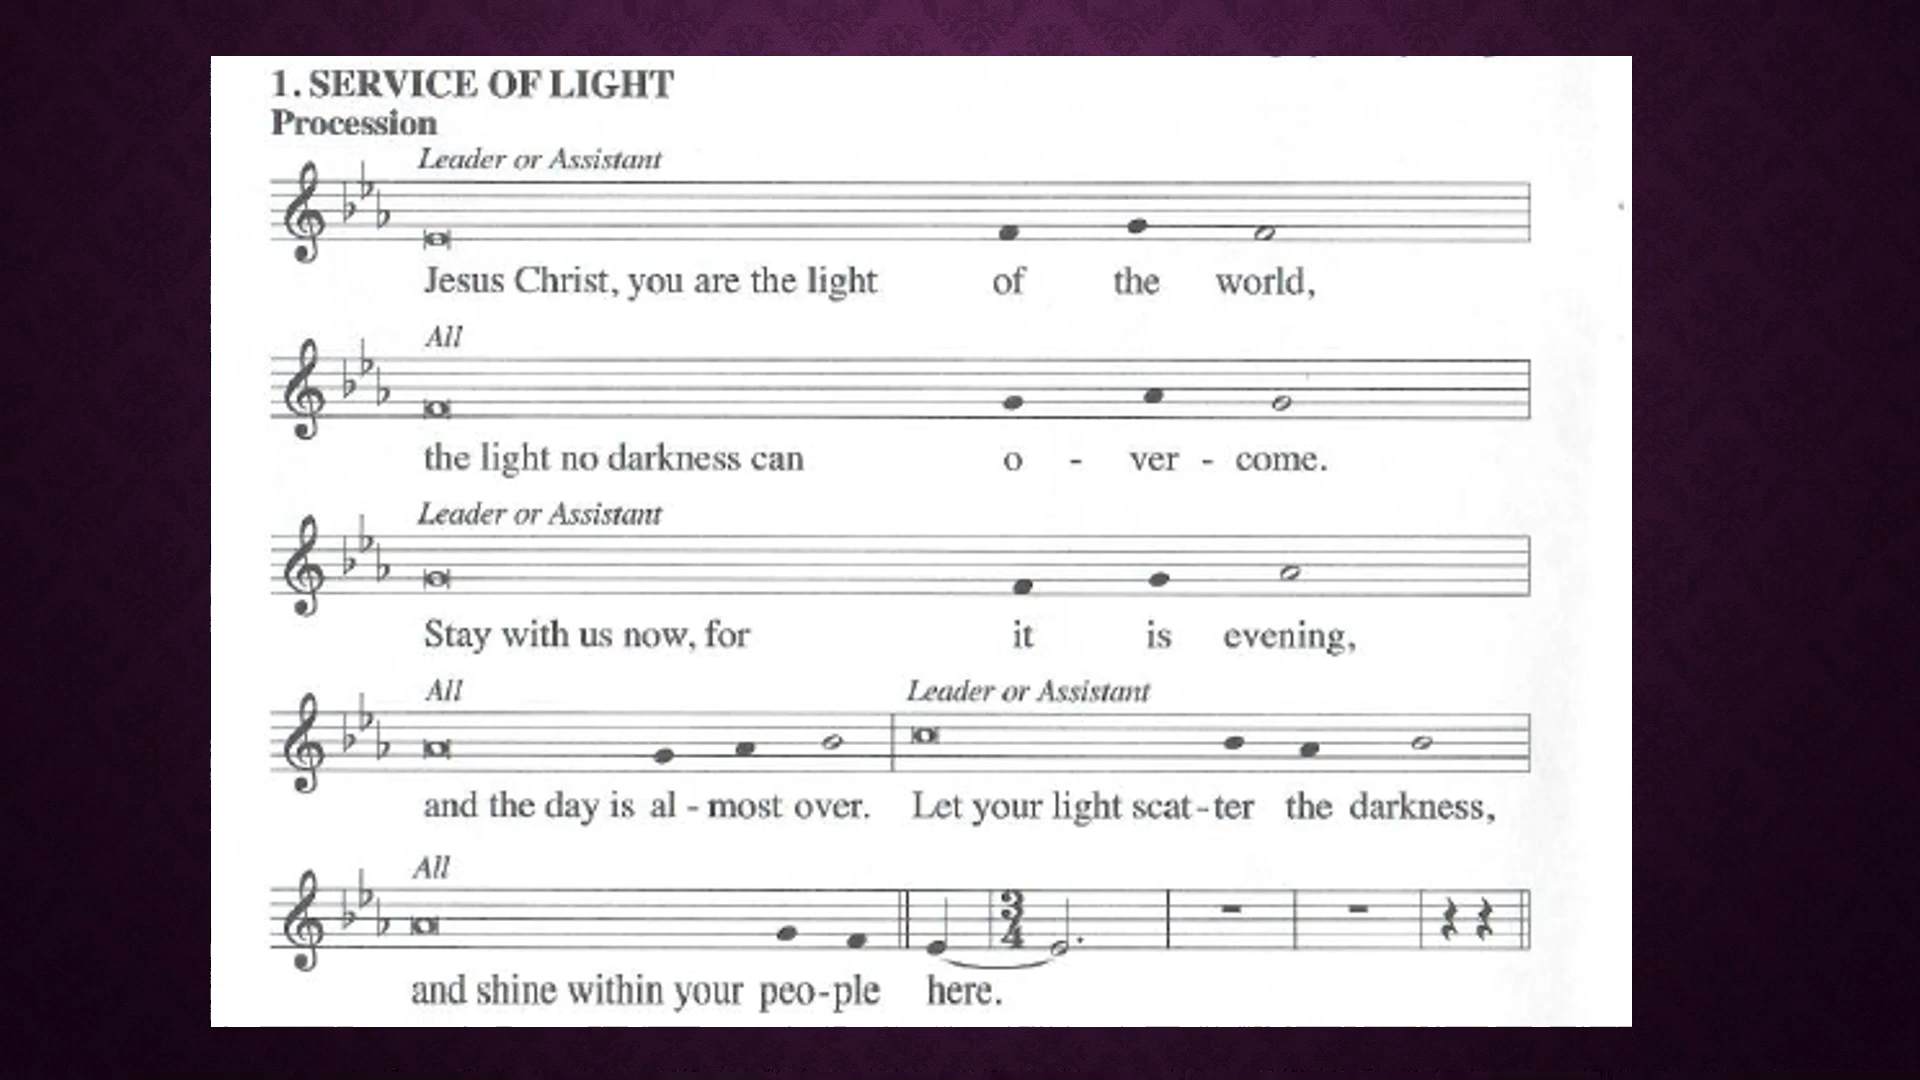 1. SERVICE OF LIGHT
Procession
Leader or Assistant
Jesus Christ, you are the light of the world,
All
the light no darkness can o - ver - come.
Leader or Assistant
Stay with us now, for it is evening,
All Leader or Assistant
and the day is al - most over. Let your light scat - ter the darkness,
All
3
4
and shine within your peo - ple here.